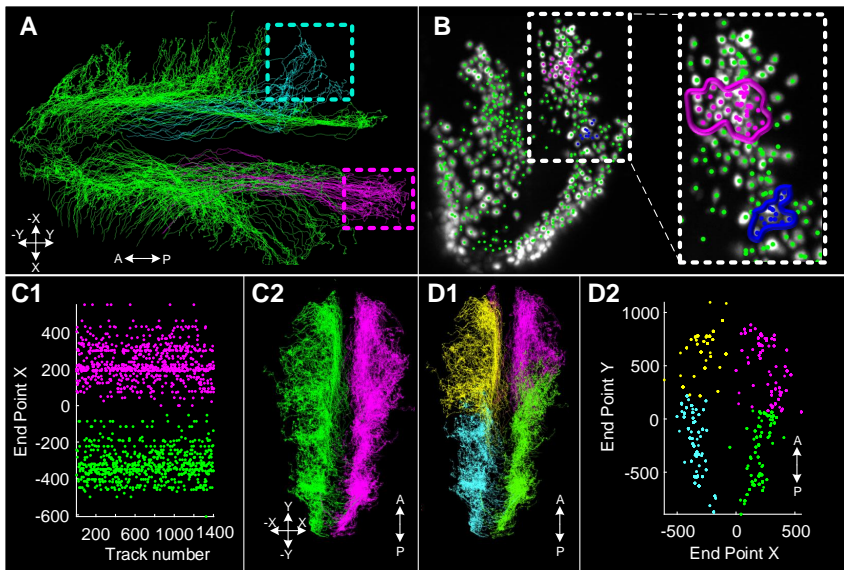 A
-X
-Y Y
X
A P
B
C1
End Point X
400
200
0
-200
-400
-600
200 600 1000 1400
Track number
C2
Y
-X X
-Y
A
P
D1
A
P
D2
End Point Y
1000
500
0
-500
A
P
-500 0 500
End Point X